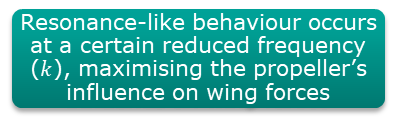 Resonance-like behaviour occurs
at a certain reduced frequency
(𝑘), maximising the propeller’s
influence on wing forces